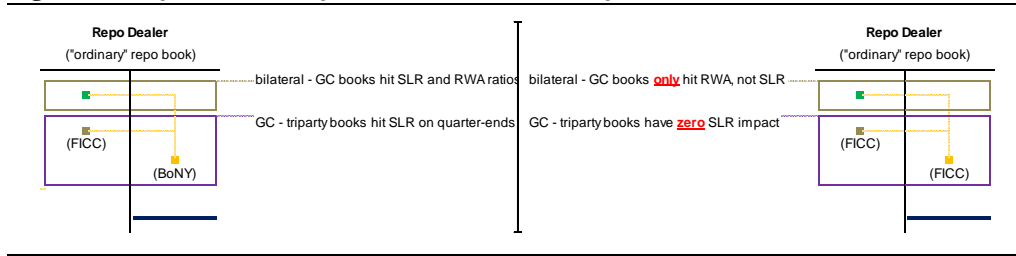 Repo Dealer
("ordinary" repo book)
bilateral - GC books hit SLR and RWA ratios
GC - triparty books hit SLR on quarter-ends
(FICC)
(BoNY)
Repo Dealer
("ordinary" repo book)
bilateral - GC books only hit RWA, not SLR
GC - triparty books have zero SLR impact
(FICC)
(FICC)